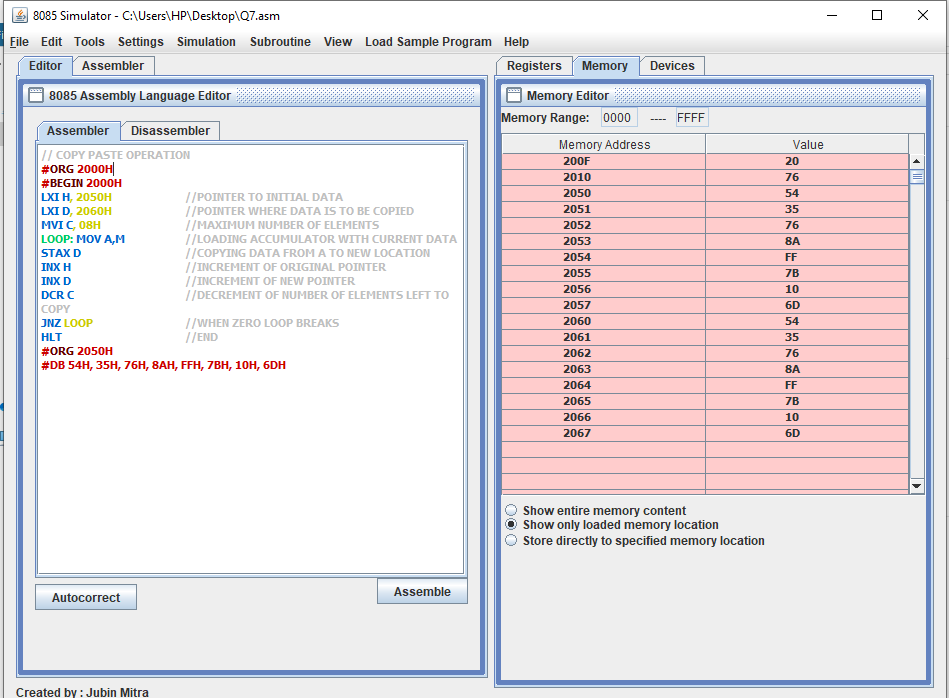 8085 Simulator - C:\Users\HP\Desktop\Q7.asm
File Edit Tools Settings Simulation Subroutine View Load Sample Program Help
Editor Assembler
8085 Assembly Language Editor
Assembler Disassembler
// COPY PASTE OPERATION
#ORG 2000H
#BEGIN 2000H
LXI H, 2050H //POINTER TO INITIAL DATA
LXI D, 2060H //POINTER WHERE DATA IS TO BE COPIED
MVI C, 08H //MAXIMUM NUMBER OF ELEMENTS
LOOP: MOV A,M //LOADING ACCUMULATOR WITH CURRENT DATA
STAX D //COPYING DATA FROM A TO NEW LOCATION
INX H //INCREMENT OF ORIGINAL POINTER
INX D //INCREMENT OF NEW POINTER
DCR C //DECREMENT OF NUMBER OF ELEMENTS LEFT TO
COPY
JNZ LOOP //WHEN ZERO LOOP BREAKS
HLT //END
#ORG 2050H
#DB 54H, 35H, 76H, 8AH, FFH, 7BH, 10H, 6DH
Autocorrect Assemble
Created by : Jubin Mitra
Registers Memory Devices
Memory Editor
Memory Range: 0000 ---- FFFF
Memory Address Value
200F 20
2010 76
2050 54
2051 35
2052 76
2053 8A
2054 FF
2055 7B
2056 10
2057 6D
2060 54
2061 35
2062 76
2063 8A
2064 FF
2065 7B
2066 10
2067 6D
Show entire memory content
Show only loaded memory location
Store directly to specified memory location